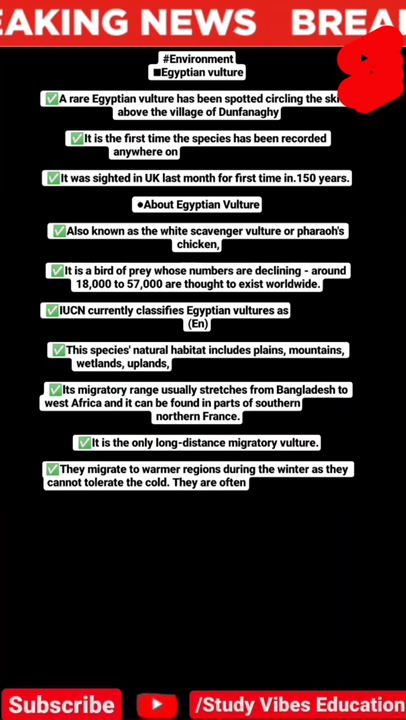 EAKING NEWS BREA
#Environment
■Egyptian vulture
✅A rare Egyptian vulture has been spotted circling the
above the village of Dunfanaghy
✅It is the first time the species has been recorded
anywhere on
✅It was sighted in UK last month for first time in.150 years.
●About Egyptian Vulture
✅Also known as the white scavenger vulture or pharaoh's
chicken,
✅It is a bird of prey whose numbers are declining - around
18,000 to 57,000 are thought to exist worldwide.
✅IUCN currently classifies Egyptian vultures as
(En)
✅This species' natural habitat includes plains, mountains,
wetlands, uplands,
✅Its migratory range usually stretches from Bangladesh to
west Africa and it can be found in parts of southern
northern France.
✅It is the only long-distance migratory vulture.
✅They migrate to warmer regions during the winter as they
cannot tolerate the cold. They are often
Subscribe /Study Vibes Education